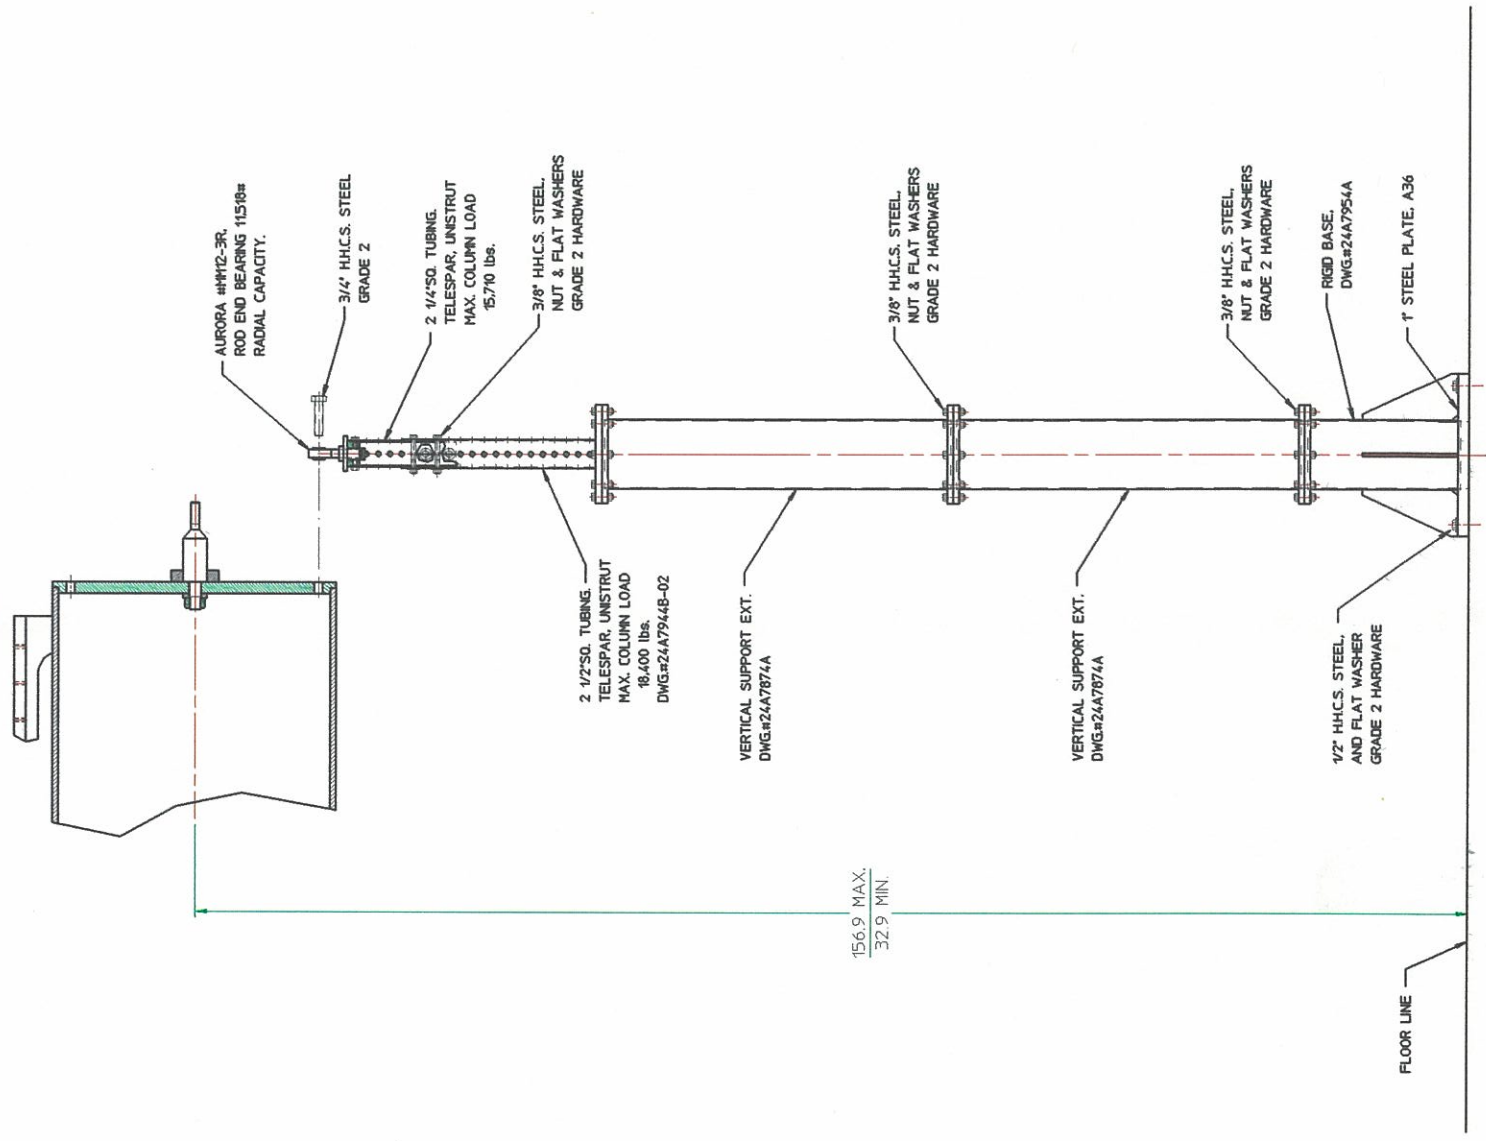 AURORA #MM12-3R,
ROD END BEARING 11518#
RADIAL CAPACITY.
3/4" H.H.C.S. STEEL
GRADE 2
2 1/4"SQ. TUBING.
TELESPAR, UNISTRUT
MAX. COLUMN LOAD
15,710 lbs.
3/8" H.H.C.S. STEEL,
NUT & FLAT WASHERS
GRADE 2 HARDWARE
2 1/2"SQ. TUBING.
TELESPAR, UNISTRUT
MAX. COLUMN LOAD
18,400 lbs.
DWG.#24A7944B-02
VERTICAL SUPPORT EXT.
DWG.#24A7874A
3/8" H.H.C.S. STEEL,
NUT & FLAT WASHERS
GRADE 2 HARDWARE
VERTICAL SUPPORT EXT.
DWG.#24A7874A
3/8" H.H.C.S. STEEL,
NUT & FLAT WASHERS
GRADE 2 HARDWARE
RIGID BASE,
DWG.#24A7954A
1" STEEL PLATE, A36
1/2" H.H.C.S. STEEL,
AND FLAT WASHER
GRADE 2 HARDWARE
156.9 MAX.
32.9 MIN.
FLOOR LINE